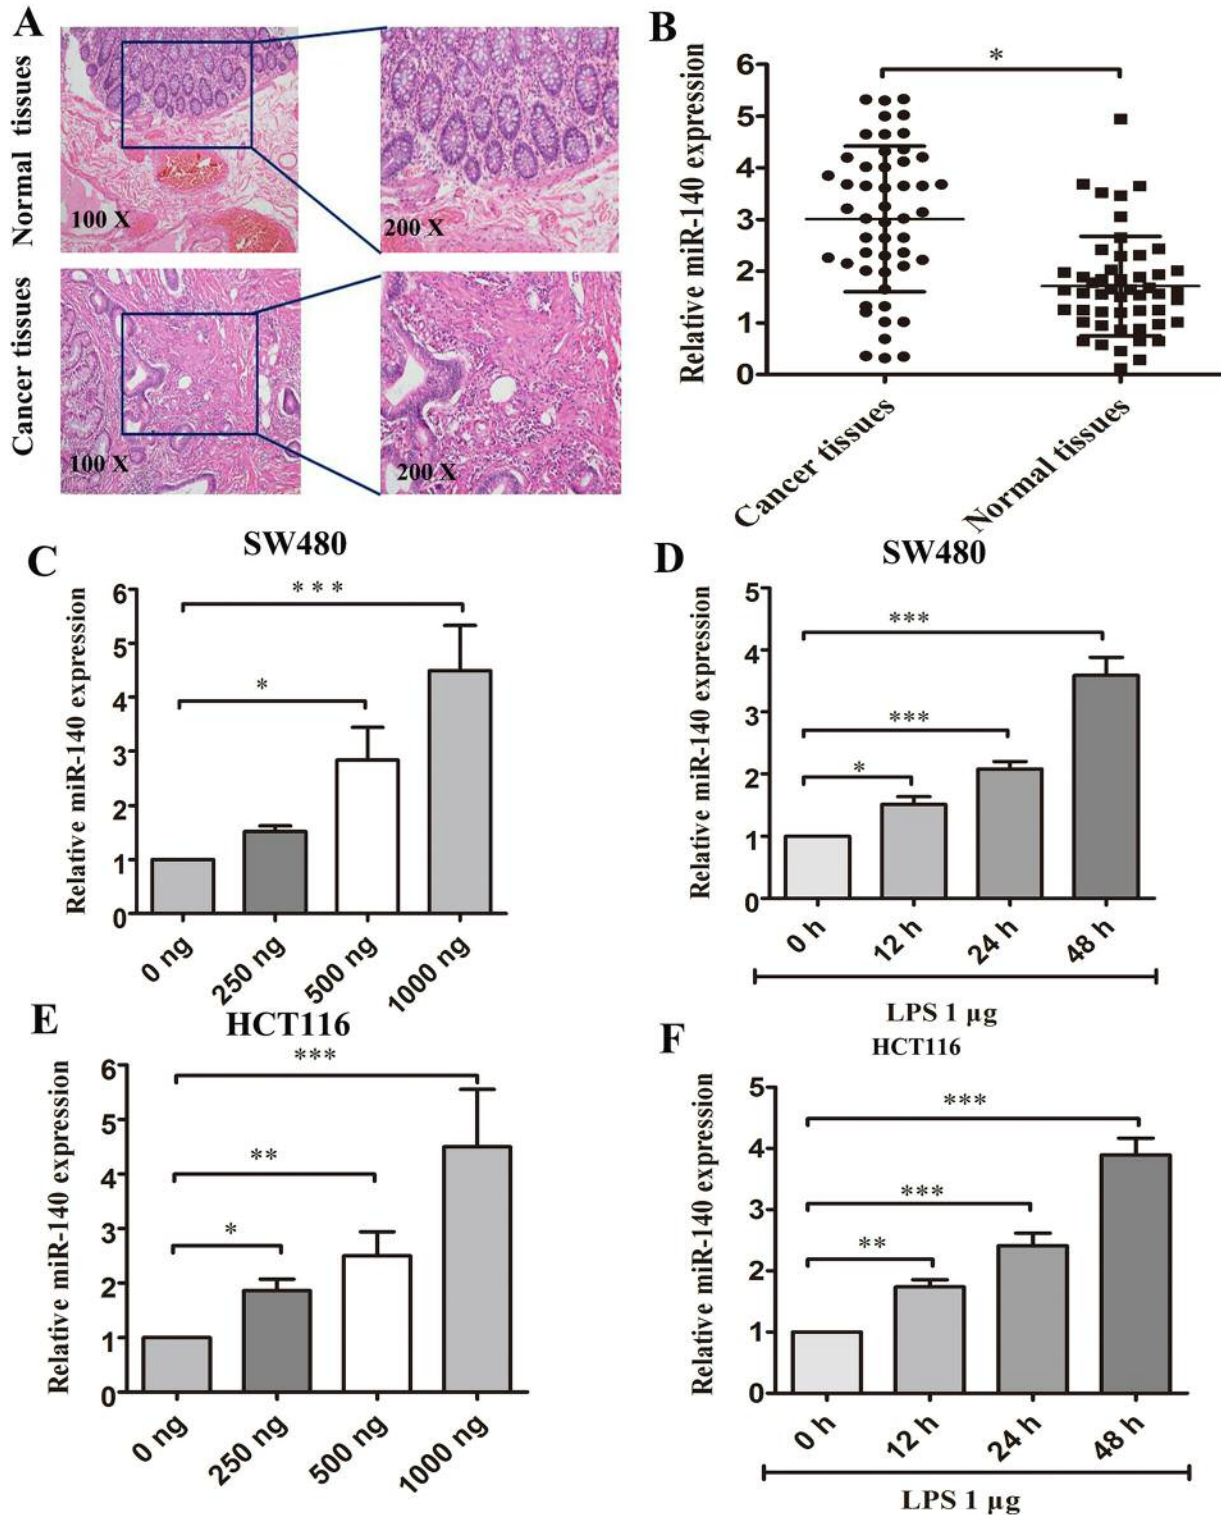 A
Normal tissues
100 X
200 X
Cancer tissues
100 X
200 X
B
Relative miR-140 expression
6
5
4
3
2
1
0
*
Cancer tissues
Normal tissues
C
SW480
Relative miR-140 expression
6
5
4
3
2
1
0
* * *
*
0 ng
250 ng
500 ng
1000 ng
D
SW480
Relative miR-140 expression
5
4
3
2
1
0
***
***
*
0 h
12 h
24 h
48 h
LPS 1 µg
E
HCT116
Relative miR-140 expression
6
5
4
3
2
1
0
***
**
*
0 ng
250 ng
500 ng
1000 ng
F
HCT116
Relative miR-140 expression
5
4
3
2
1
0
***
***
**
0 h
12 h
24 h
48 h
LPS 1 µg